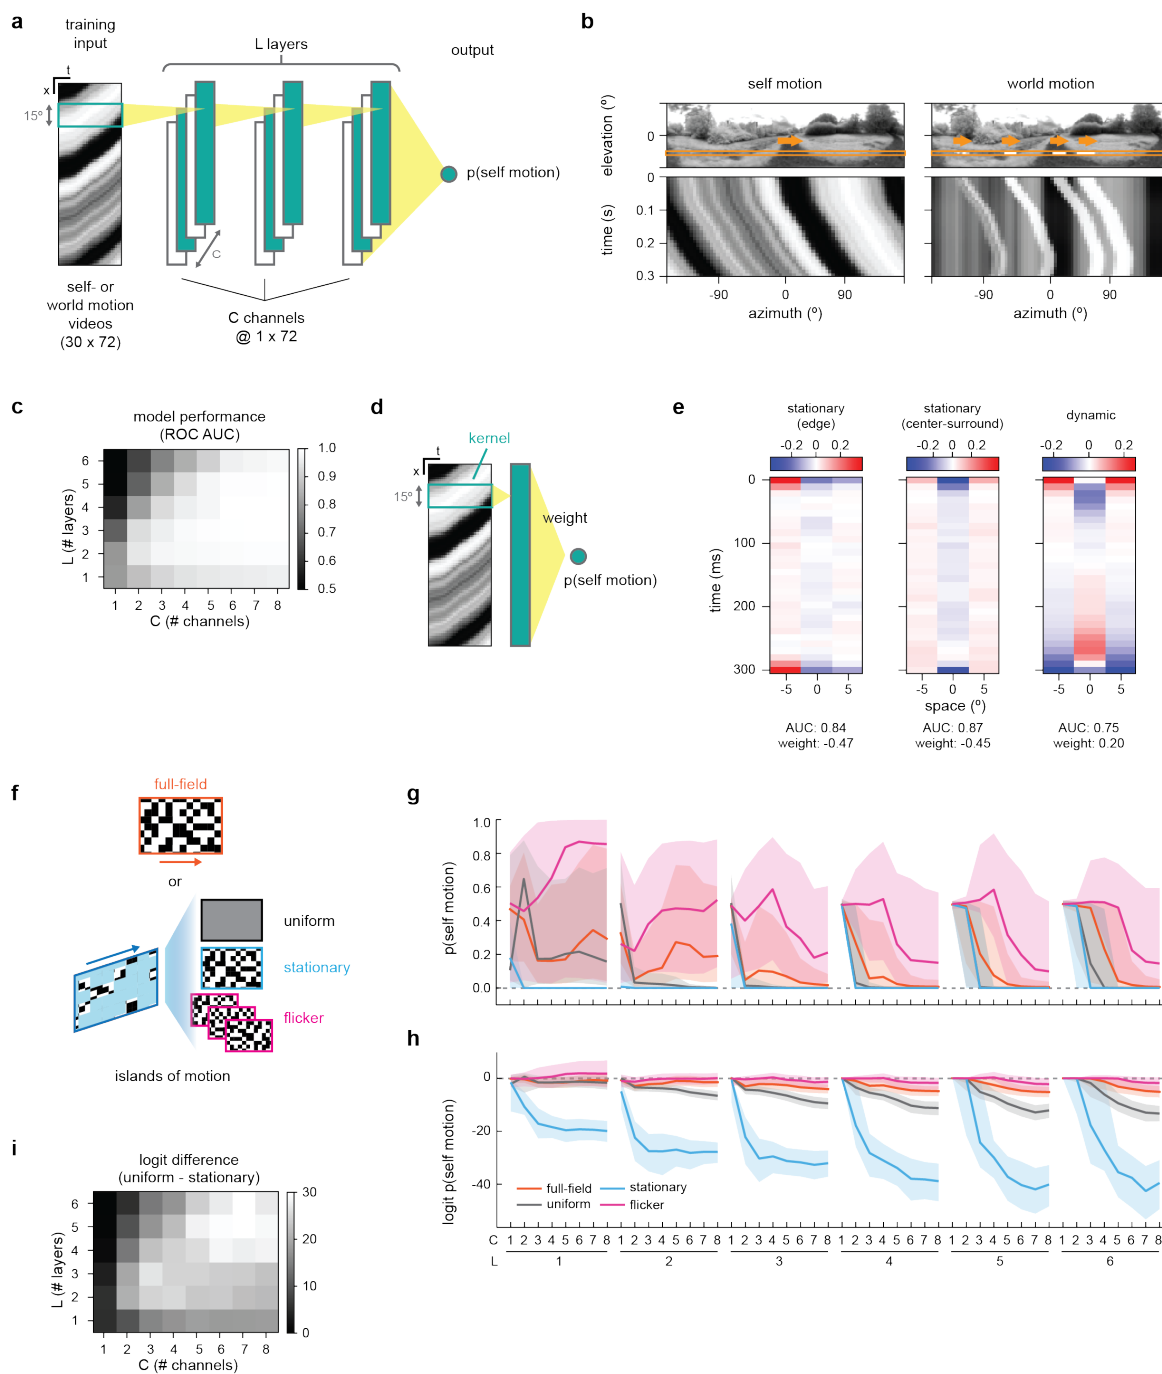 a
training
input
L layers
output
t
x
15º
C
p(self motion)
self- or
world motion
videos
(30 x 72)
C channels
@ 1 x 72
b
self motion
world motion
elevation (º)
0
time (s)
0
0.1
0.2
0.3
-90
0
90
-90
0
90
azimuth (º)
azimuth (º)
c
model performance
(ROC AUC)
L (# layers)
6
5
4
3
2
1
1 2 3 4 5 6 7 8
C (# channels)
1.0
0.9
0.8
0.7
0.6
0.5
d
kernel
t
x
15º
weight
p(self motion)
e
stationary
(edge)
stationary
(center-surround)
dynamic
-0.2 0 0.2
-0.2 0 0.2
-0.2 0 0.2
time (ms)
0
100
200
300
-5 0 5
-5 0 5
-5 0 5
space (º)
AUC: 0.84
weight: -0.47
AUC: 0.87
weight: -0.45
AUC: 0.75
weight: 0.20
f
full-field
or
uniform
stationary
flicker
islands of motion
g
p(self motion)
1.0
0.8
0.6
0.4
0.2
0.0
h
logit p(self motion)
0
-20
-40
full-field
uniform
stationary
flicker
C 1 2 3 4 5 6 7 8 1 2 3 4 5 6 7 8 1 2 3 4 5 6 7 8 1 2 3 4 5 6 7 8 1 2 3 4 5 6 7 8 1 2 3 4 5 6 7 8
L 1 2 3 4 5 6
i
logit difference
(uniform - stationary)
L (# layers)
6
5
4
3
2
1
1 2 3 4 5 6 7 8
C (# channels)
30
20
10
0